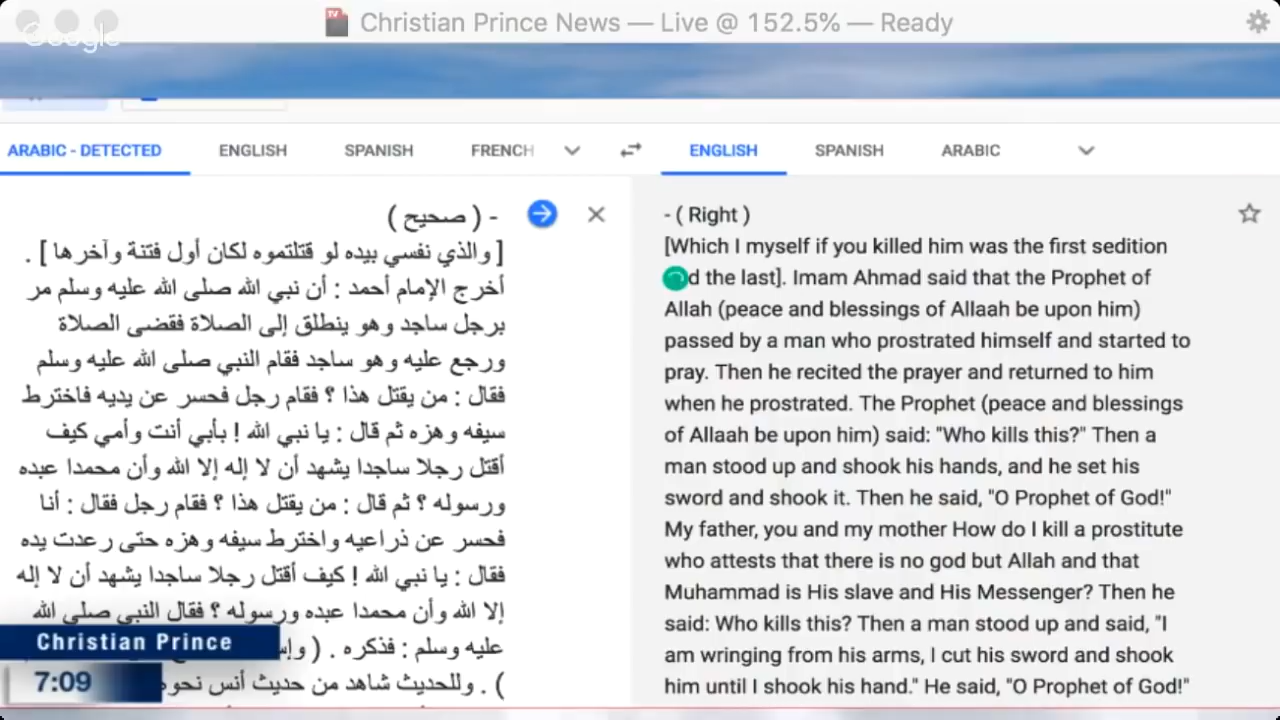 Google
Christian Prince News — Live @ 152.5% — Ready
ARABIC - DETECTED ENGLISH SPANISH FRENCH
ENGLISH SPANISH ARABIC
- ( صحيح )
[ والذي نفسي بيده لو قتلتموه لكان أول فتنة وآخرها ] .
أخرج الإمام أحمد : أن نبي الله صلى الله عليه وسلم مر
برجل ساجد وهو ينطلق إلى الصلاة فقضى الصلاة
ورجع عليه وهو ساجد فقام النبي صلى الله عليه وسلم
فقال : من يقتل هذا ؟ فقام رجل فحسر عن يديه فاخترط
سيفه وهزه ثم قال : يا نبي الله ! بأبي أنت وأمي كيف
أقتل رجلا ساجدا يشهد أن لا إله إلا الله وأن محمدا عبده
ورسوله ؟ ثم قال : من يقتل هذا ؟ فقام رجل فقال : أنا
فحسر عن ذراعيه واخترط سيفه وهزه حتى رعدت يده
فقال : يا نبي الله ! كيف أقتل رجلا ساجدا يشهد أن لا إله
إلا الله وأن محمدا عبده ورسوله ؟ فقال النبي صلى الله
عليه وسلم : فذكره . (
) . وللحديث شاهد من حديث أنس نحوه
- ( Right )
[Which I myself if you killed him was the first sedition
the last]. Imam Ahmad said that the Prophet of
Allah (peace and blessings of Allaah be upon him)
passed by a man who prostrated himself and started to
pray. Then he recited the prayer and returned to him
when he prostrated. The Prophet (peace and blessings
of Allaah be upon him) said: "Who kills this?" Then a
man stood up and shook his hands, and he set his
sword and shook it. Then he said, "O Prophet of God!"
My father, you and my mother How do I kill a prostitute
who attests that there is no god but Allah and that
Muhammad is His slave and His Messenger? Then he
said: Who kills this? Then a man stood up and said, "I
am wringing from his arms, I cut his sword and shook
him until I shook his hand." He said, "O Prophet of God!"
Christian Prince
7:09